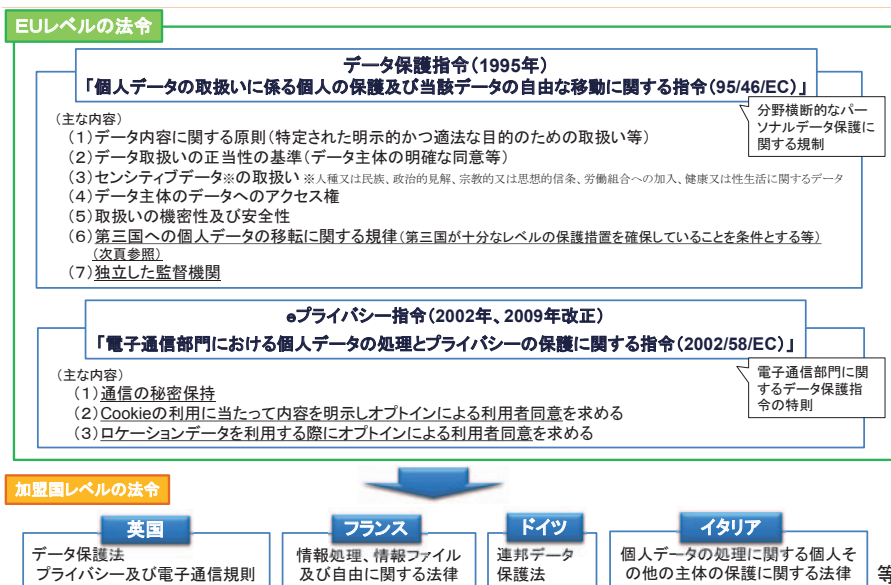 EUレベルの法令
データ保護指令(1995年)
「個人データの取扱いに係る個人の保護及び当該データの自由な移動に関する指令(95/46/EC)」
分野横断的なパー
ソナルデータ保護に
関する規制
(主な内容)
(1)データ内容に関する原則(特定された明示的かつ適法な目的のための取扱い等)
(2)データ取扱いの正当性の基準(データ主体の明確な同意等)
(3)センシティブデータ※の取扱い ※人種又は民族、政治的見解、宗教的又は思想的信条、労働組合への加入、健康又は性生活に関するデータ
(4)データ主体のデータへのアクセス権
(5)取扱いの機密性及び安全性
(6)第三国への個人データの移転に関する規律(第三国が十分なレベルの保護措置を確保していることを条件とする等)
(次頁参照)
(7)独立した監督機関
eプライバシー指令(2002年、2009年改正)
「電子通信部門における個人データの処理とプライバシーの保護に関する指令(2002/58/EC)」
電子通信部門に関
するデータ保護指
令の特則
(主な内容)
(1)通信の秘密保持
(2)Cookieの利用に当たって内容を明示しオプトインによる利用者同意を求める
(3)ロケーションデータを利用する際にオプトインによる利用者同意を求める
加盟国レベルの法令
英国
データ保護法
プライバシー及び電子通信規則
フランス
情報処理、情報ファイル
及び自由に関する法律
ドイツ
連邦データ
保護法
イタリア
個人データの処理に関する個人そ
の他の主体の保護に関する法律
等